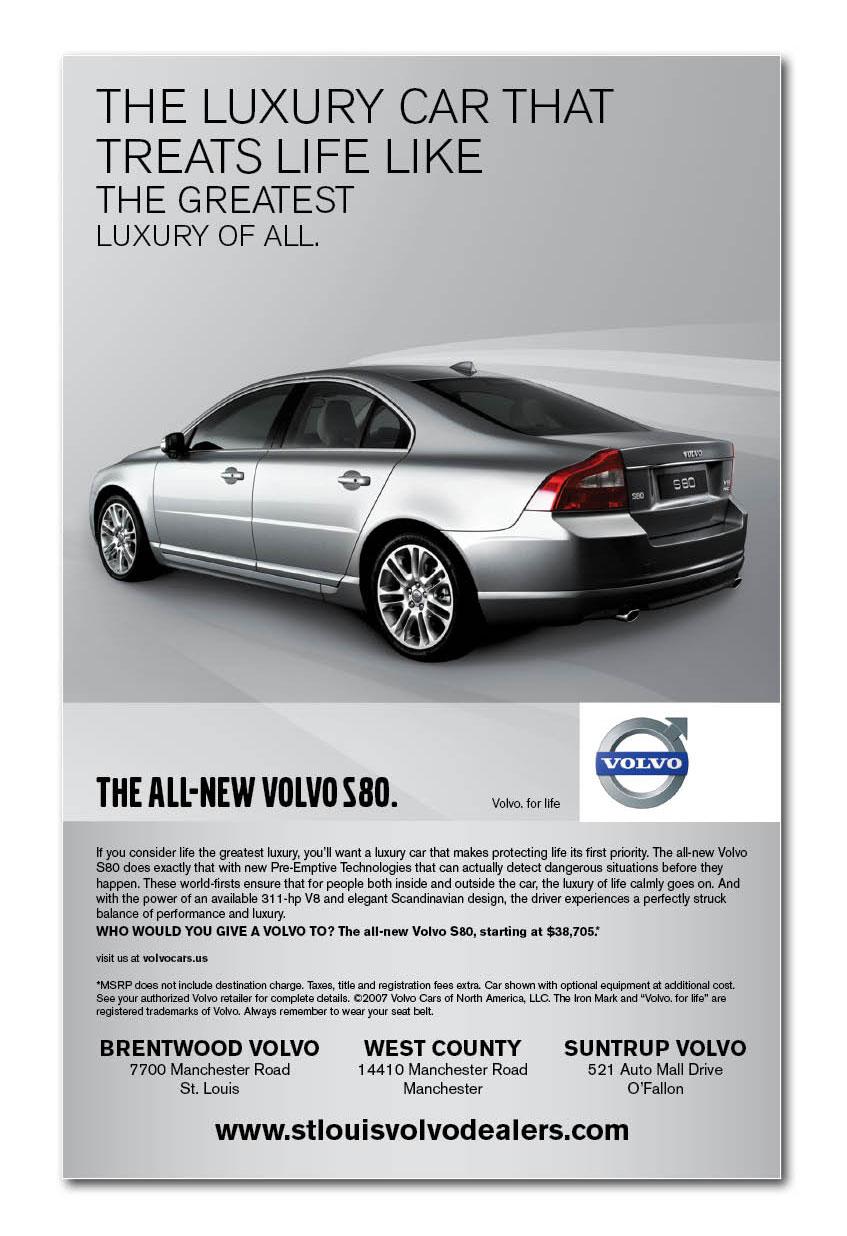 THE LUXURY CAR THAT
TREATS LIFE LIKE
THE GREATEST
LUXURY OF ALL.
VOLVO
S80
S80
THE ALL-NEW VOLVO S80.
Volvo. for life
VOLVO
If you consider life the greatest luxury, you'll want a luxury car that makes protecting life its first priority. The all-new Volvo
S80 does exactly that with new Pre-Emptive Technologies that can actually detect dangerous situations before they
happen. These world-firsts ensure that for people both inside and outside the car, the luxury of life calmly goes on. And
with the power of an available 311-hp V8 and elegant Scandinavian design, the driver experiences a perfectly struck
balance of performance and luxury.
WHO WOULD YOU GIVE A VOLVO TO? The all-new Volvo S80, starting at $38,705.*
visit us at volvocars.us
*MSRP does not include destination charge. Taxes, title and registration fees extra. Car shown with optional equipment at additional cost.
See your authorized Volvo retailer for complete details. ©2007 Volvo Cars of North America, LLC. The Iron Mark and "Volvo. for life" are
registered trademarks of Volvo. Always remember to wear your seat belt.
BRENTWOOD VOLVO
7700 Manchester Road
St. Louis
WEST COUNTY
14410 Manchester Road
Manchester
SUNTRUP VOLVO
521 Auto Mall Drive
O'Fallon
www.stlouisvolvodealers.com